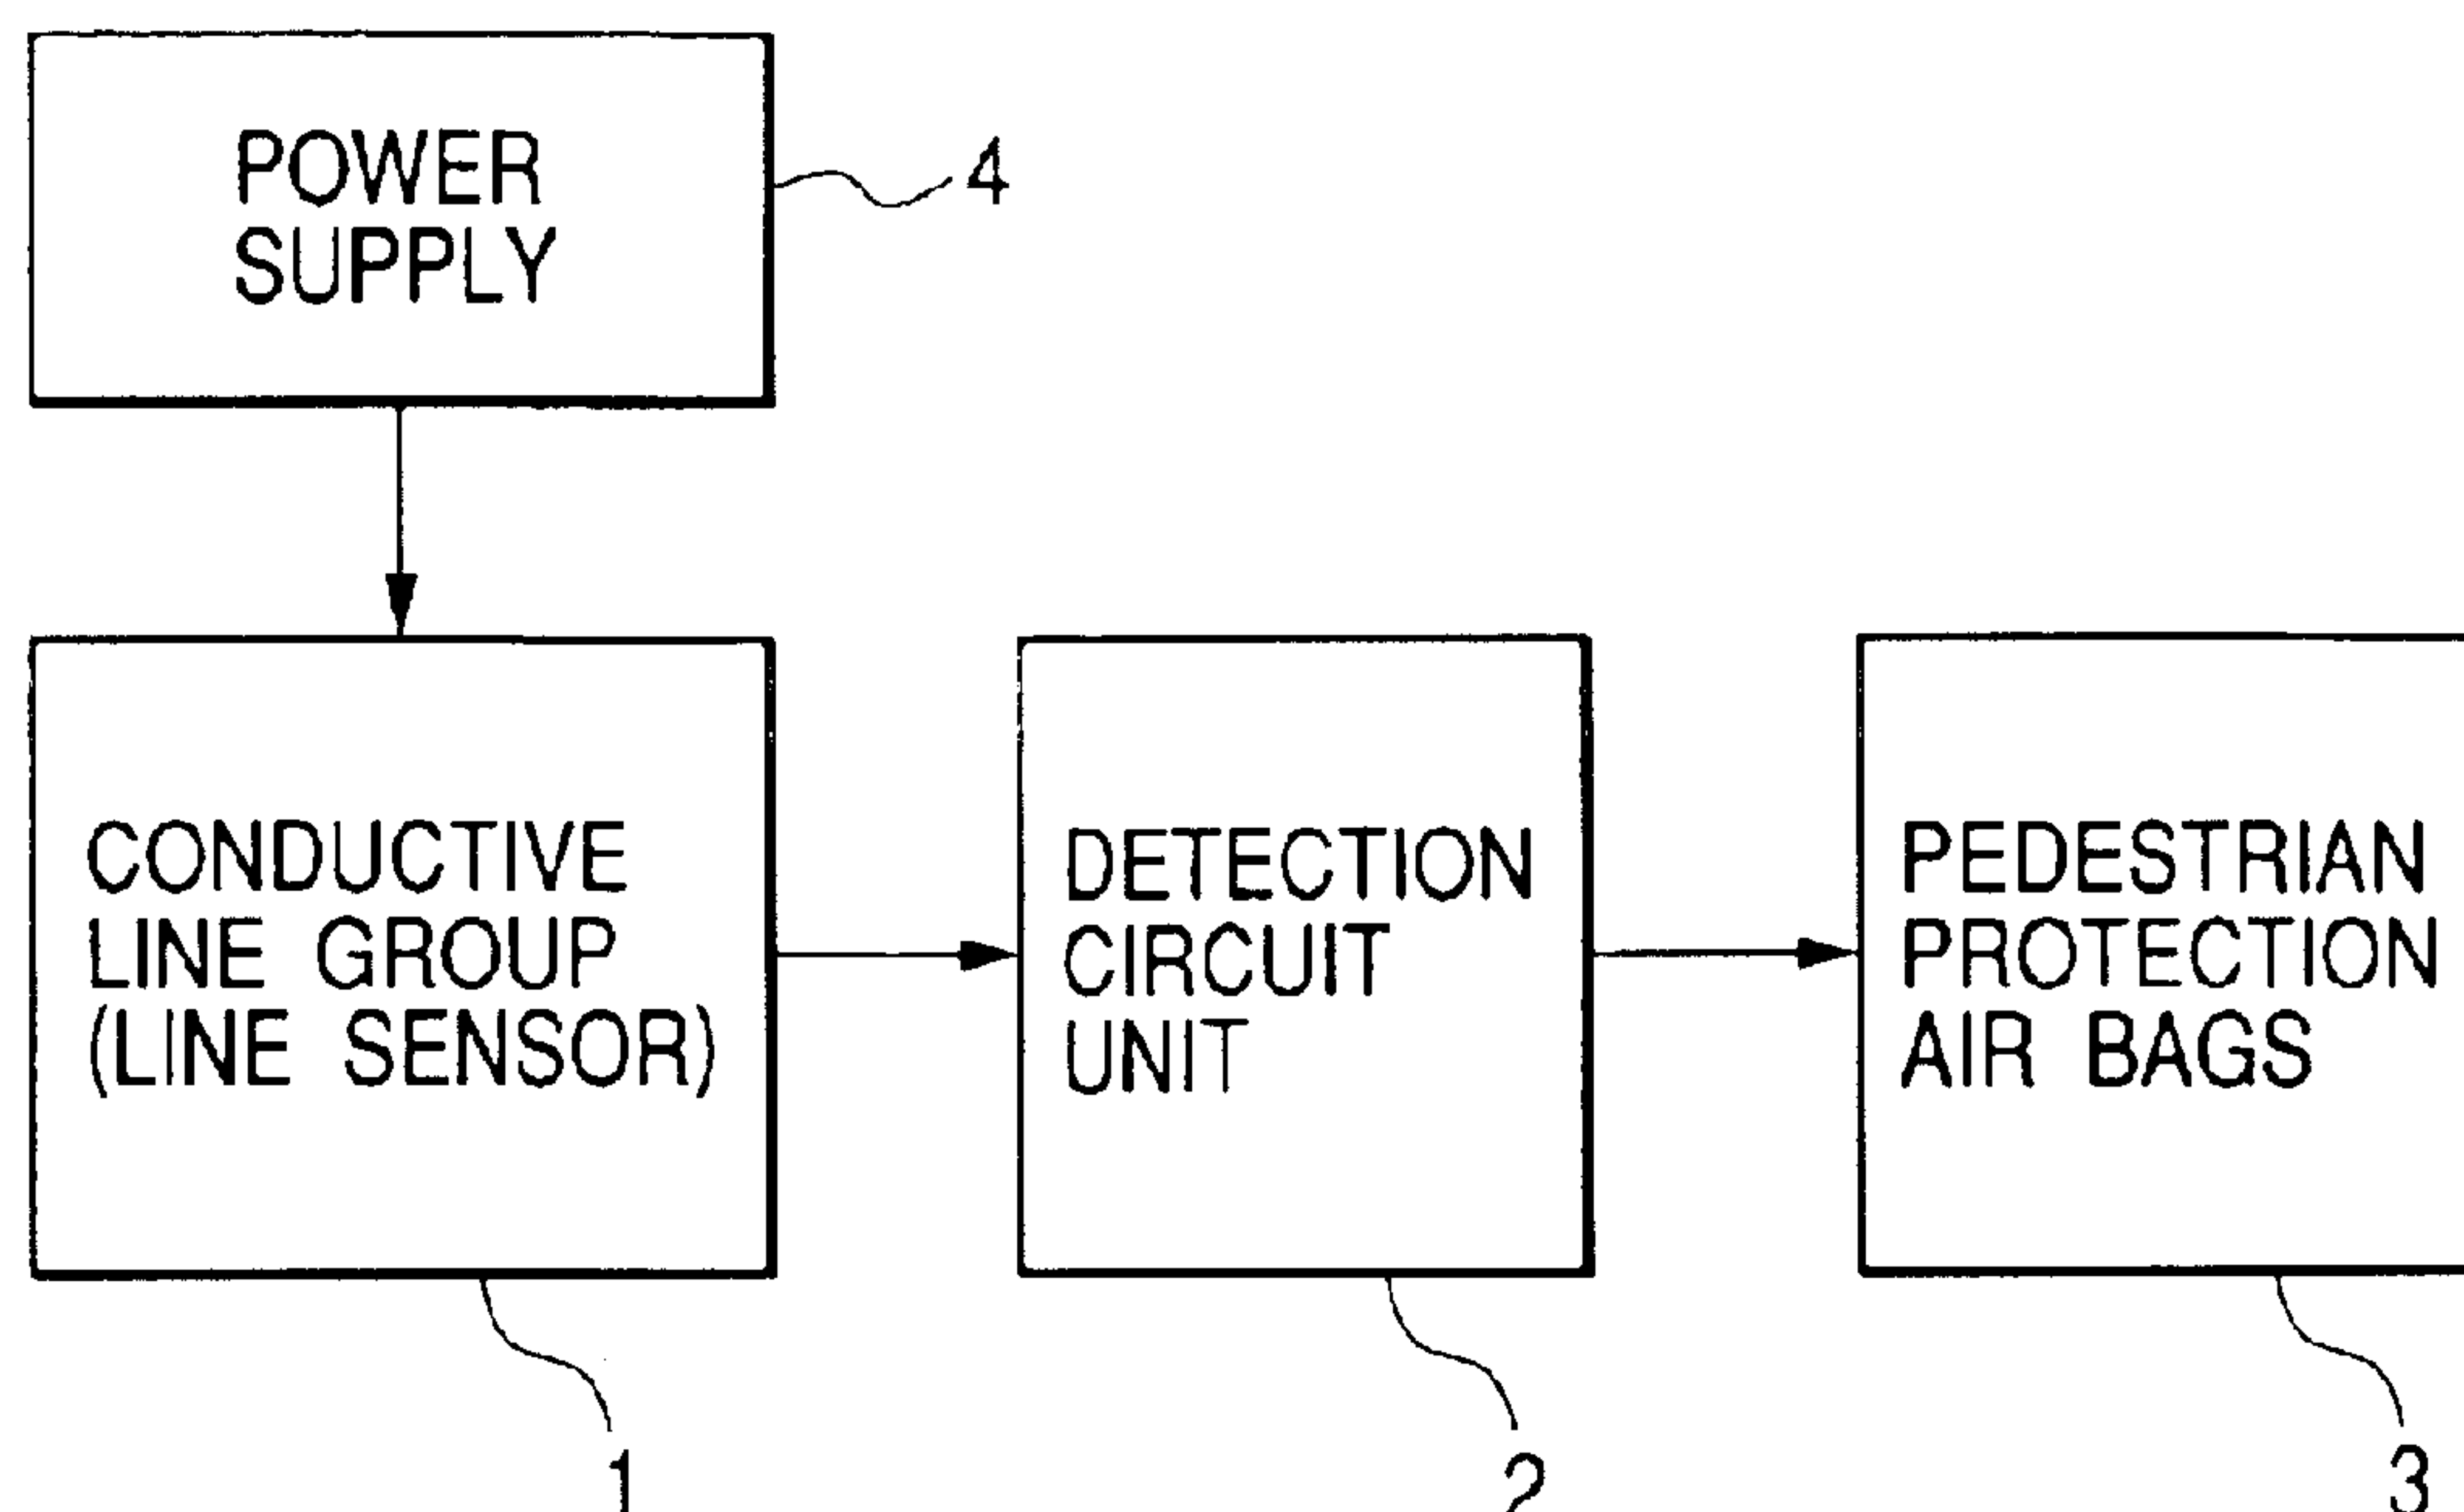 POWER
SUPPLY
4
CONDUCTIVE
LINE GROUP
(LINE SENSOR)
DETECTION
CIRCUIT
UNIT
PEDESTRIAN
PROTECTION
AIR BAGS
1
2
3